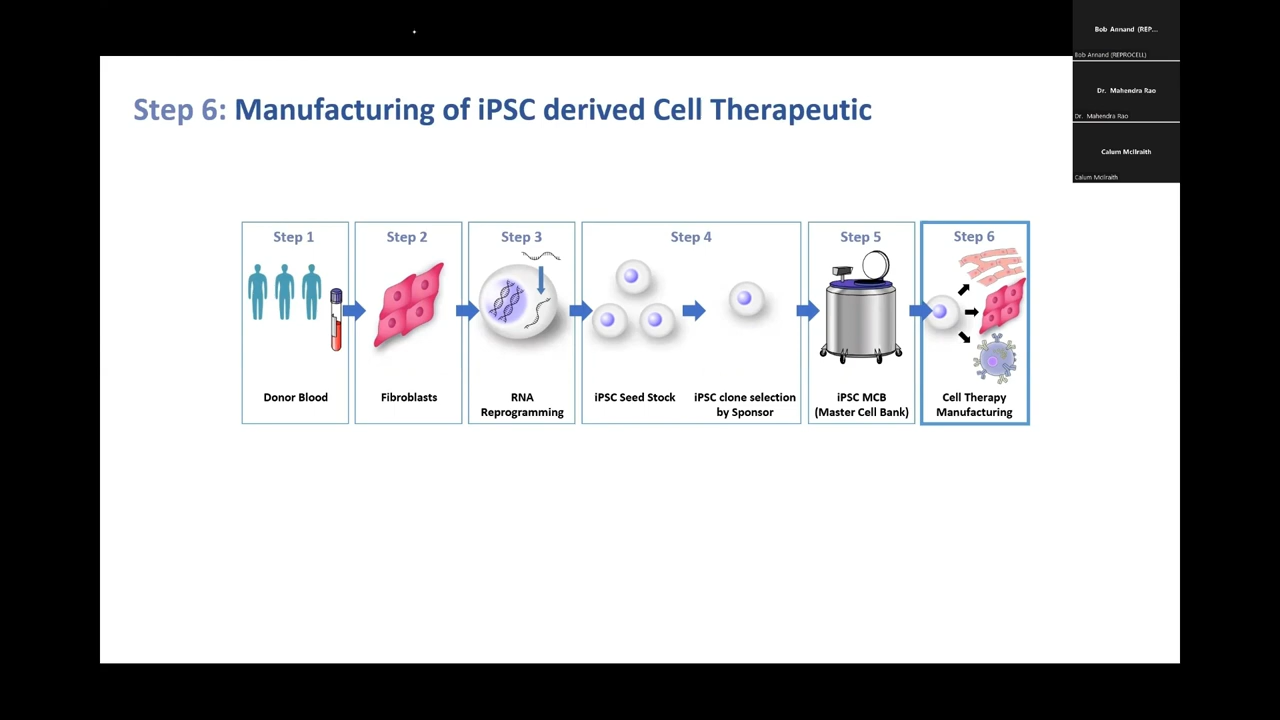 Bob Annand (REP...
Bob Annand (REPROCELL)
Dr. Mahendra Rao
Dr. Mahendra Rao
Calum McIlraith
Calum McIlraith
Step 6: Manufacturing of iPSC derived Cell Therapeutic
Step 1
Donor Blood
Step 2
Fibroblasts
Step 3
RNA
Reprogramming
Step 4
iPSC Seed Stock
iPSC clone selection
by Sponsor
Step 5
iPSC MCB
(Master Cell Bank)
Step 6
Cell Therapy
Manufacturing